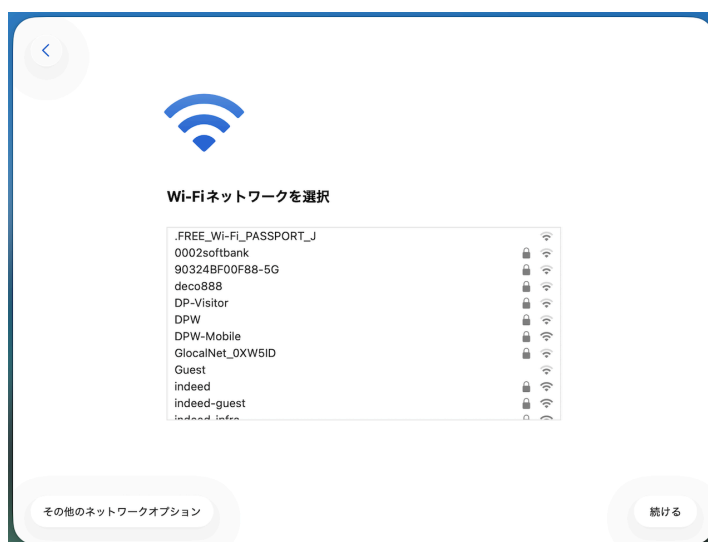 Wi-Fiネットワークを選択
.FREE_Wi-Fi_PASSPORT_J
0002softbank
90324BF00F88-5G
deco888
DP-Visitor
DPW
DPW-Mobile
GlocalNet_0XW5ID
Guest
indeed
indeed-guest
indeed-infra
その他のネットワークオプション
続ける